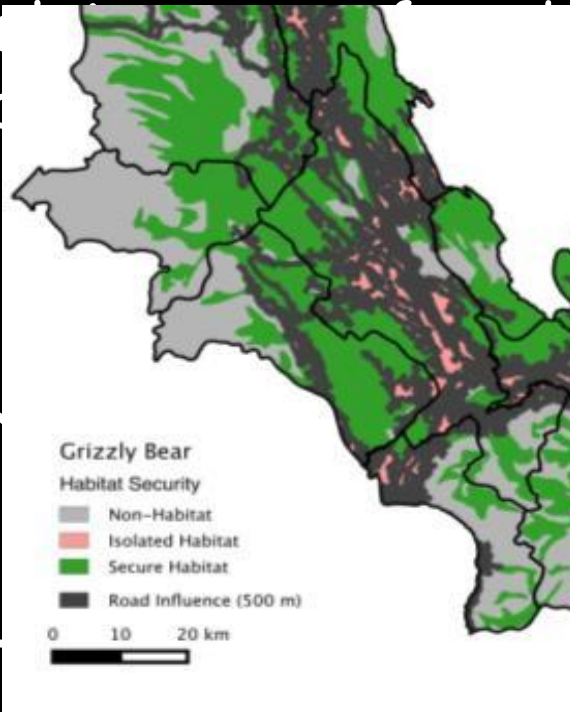 Grizzly Bear
Habitat Security
Non-Habitat
Isolated Habitat
Secure Habitat
Road Influence (500 m)
0 10 20 km